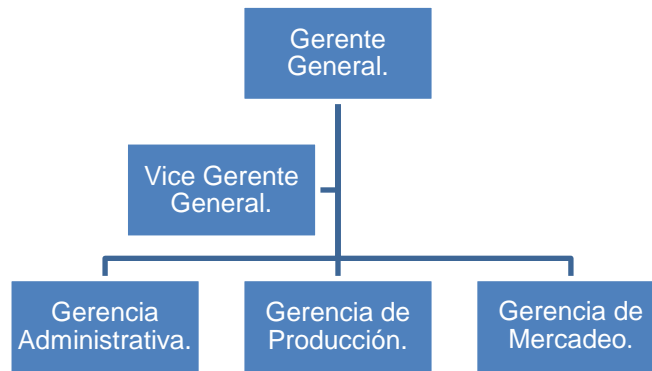 Gerente
General.
Vice Gerente
General.
Gerencia
Administrativa.
Gerencia de
Producción.
Gerencia de
Mercadeo.